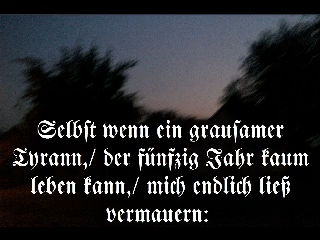 Selbſt wenn ein grauſamer
Tyrann,/ der fünfzig Jahr kaum
leben kann,/ mich endlich ließ
vermauern: